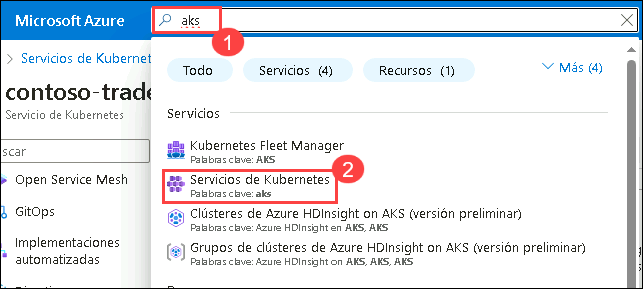 Microsoft Azure
aks
1
Todo
Servicios (4)
Recursos (1)
Más (4)
Servicios de Kubernet
contoso-trade
Servicio de Kubernetes
scar
Open Service Mesh
GitOps
Implementaciones
automatizadas
Servicios
Kubernetes Fleet Manager
Palabras clave: AKS
Servicios de Kubernetes
2
Palabras clave: aks
Clústeres de Azure HDInsight on AKS (versión preliminar)
Palabras clave: Azure HDInsight en AKS, AKS
Grupos de clústeres de Azure HDInsight on AKS (versión preliminar)
Palabras clave: Azure HDInsight on AKS, AKS, AKS